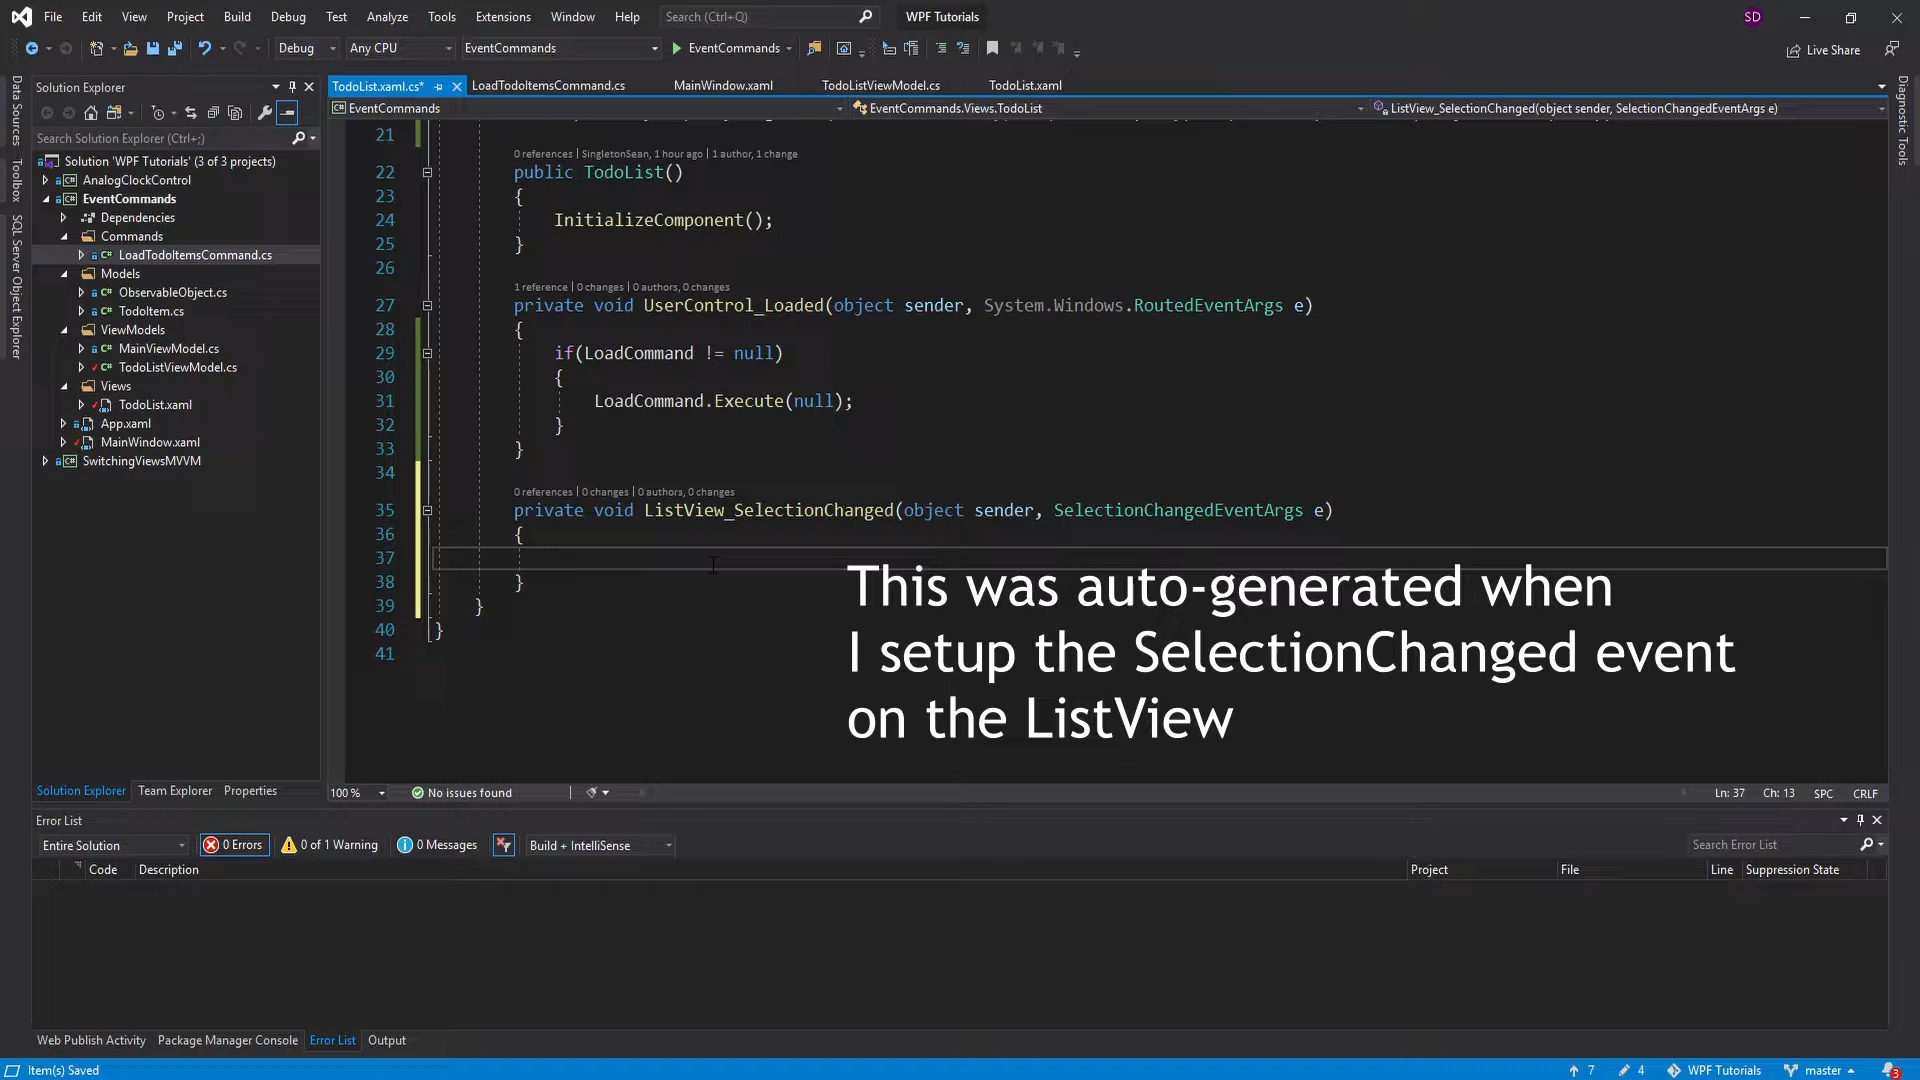 File Edit View Project Build Debug Test Analyze Tools Extensions Window Help Search (Ctrl+Q) WPF Tutorials SD
Debug Any CPU EventCommands EventCommands Live Share
Data Sources
Toolbox
SQL Server Object Explorer
Solution Explorer
Search Solution Explorer (Ctrl+;)
Solution 'WPF Tutorials' (3 of 3 projects)
AnalogClockControl
EventCommands
Dependencies
Commands
LoadTodoItemsCommand.cs
Models
ObservableObject.cs
TodoItem.cs
ViewModels
MainViewModel.cs
TodoListViewModel.cs
Views
TodoList.xaml
App.xaml
MainWindow.xaml
SwitchingViewsMVVM
Solution Explorer Team Explorer Properties
TodoList.xaml.cs* LoadTodoItemsCommand.cs MainWindow.xaml TodoListViewModel.cs TodoList.xaml
EventCommands EventCommands.Views.TodoList ListView_SelectionChanged(object sender, SelectionChangedEventArgs e)
21
0 references | SingletonSean, 1 hour ago | 1 author, 1 change
22 public TodoList()
23 {
24 InitializeComponent();
25 }
26
1 reference | 0 changes | 0 authors, 0 changes
27 private void UserControl_Loaded(object sender, System.Windows.RoutedEventArgs e)
28 {
29 if(LoadCommand != null)
30 {
31 LoadCommand.Execute(null);
32 }
33 }
34
0 references | 0 changes | 0 authors, 0 changes
35 private void ListView_SelectionChanged(object sender, SelectionChangedEventArgs e)
36 {
37
38 }
39 }
40 }
41
This was auto-generated when
I setup the SelectionChanged event
on the ListView
100 % No issues found Ln: 37 Ch: 13 SPC CRLF
Diagnostic Tools
Error List
Entire Solution 0 Errors 0 of 1 Warning 0 Messages Build + IntelliSense Search Error List
Code Description Project File Line Suppression State
Web Publish Activity Package Manager Console Error List Output
Item(s) Saved 7 4 WPF Tutorials master 3